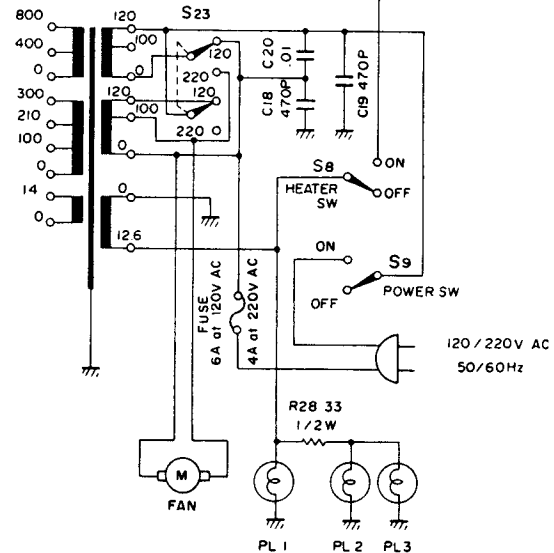 800
400
0
300
210
100
0
14
0
120
100
0
120
100
0
0
12.6
S23
120
220
120
220
C20
.01
C18
470P
C19 470P
S8
HEATER
SW
ON
OFF
ON
OFF
S9
POWER SW
FUSE
6A at 120V AC
4A at 220V AC
120/220V AC
50/60Hz
R28 33
1/2W
M
FAN
PL 1
PL 2
PL3